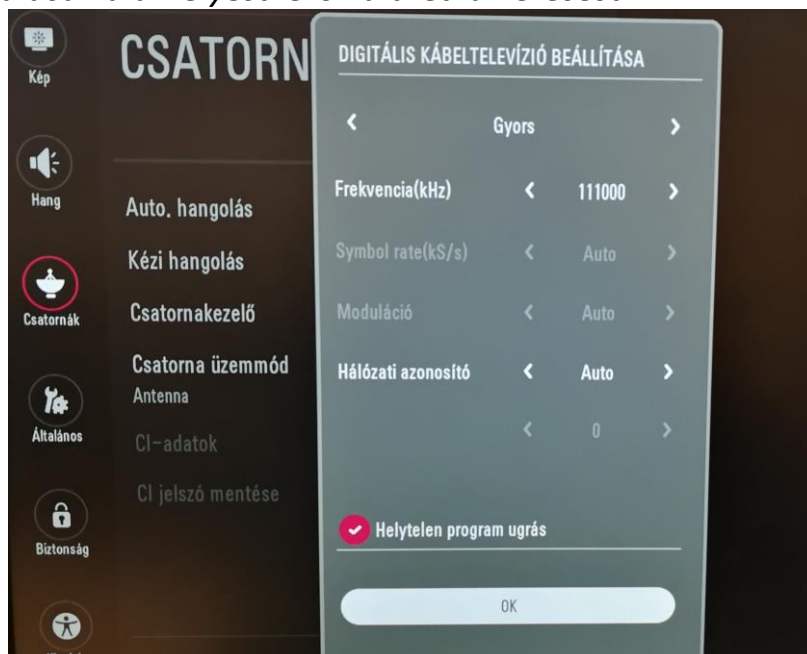 Kép
Hang
Csatornák
Általános
Biztonság
CSATORN
Auto. hangolás
Kézi hangolás
Csatornakezelő
Csatorna üzemmód
Antenna
CI-adatok
CI jelszó mentése
DIGITÁLIS KÁBELTELEVÍZIÓ BEÁLLÍTÁSA
Gyors
Frekvencia(kHz) 111000
Symbol rate(kS/s) Auto
Moduláció Auto
Hálózati azonosító Auto
0
Helytelen program ugrás
OK